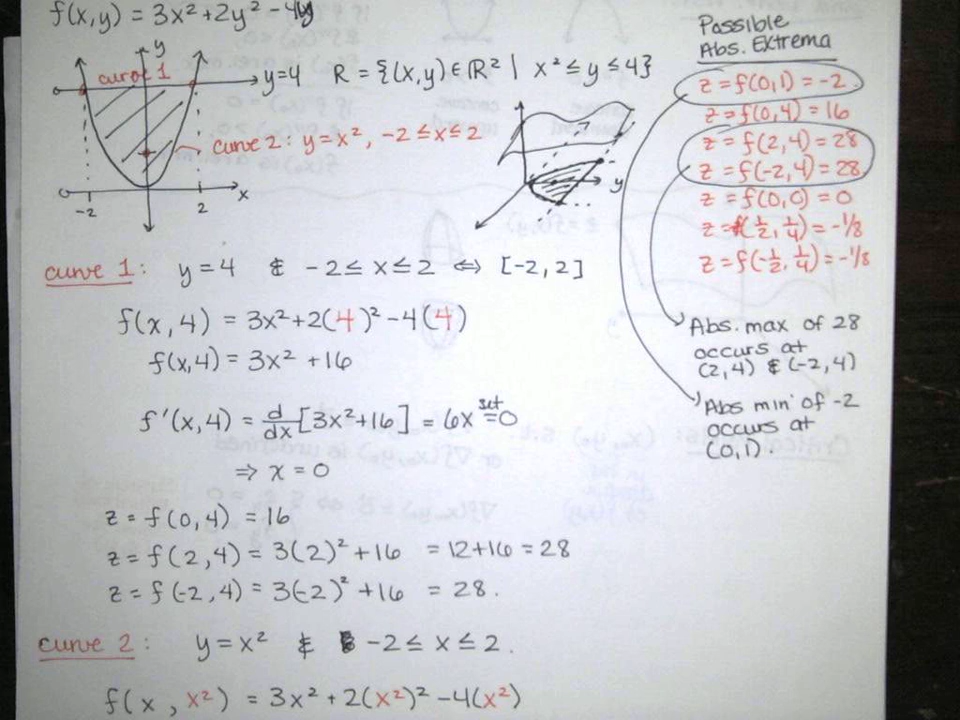 f(x,y) = 3x² + 2y² - 4y
y
curve 1
y=4
R = {(x,y) ∈ ℝ² | x² ≤ y ≤ 4}
curve 2: y = x², -2 ≤ x ≤ 2
-2
2
x
y
Possible
Abs. Extrema
z = f(0,1) = -2
z = f(0,4) = 16
z = f(2,4) = 28
z = f(-2,4) = 28
z = f(0,0) = 0
z = f(½, ¼) = -1/8
z = f(-½, ¼) = -1/8
Abs. max of 28
occurs at
(2,4) & (-2,4)
Abs min of -2
occurs at
(0,1).
curve 1: y = 4 & -2 ≤ x ≤ 2 ⇔ [-2, 2]
f(x, 4) = 3x² + 2(4)² - 4(4)
f(x,4) = 3x² + 16
f'(x,4) = d/dx [3x² + 16] = 6x set = 0
⇒ x = 0
z = f(0,4) = 16
z = f(2,4) = 3(2)² + 16 = 12 + 16 = 28
z = f(-2,4) = 3(-2)² + 16 = 28.
curve 2: y = x² & -2 ≤ x ≤ 2.
f(x, x²) = 3x² + 2(x²)² - 4(x²)